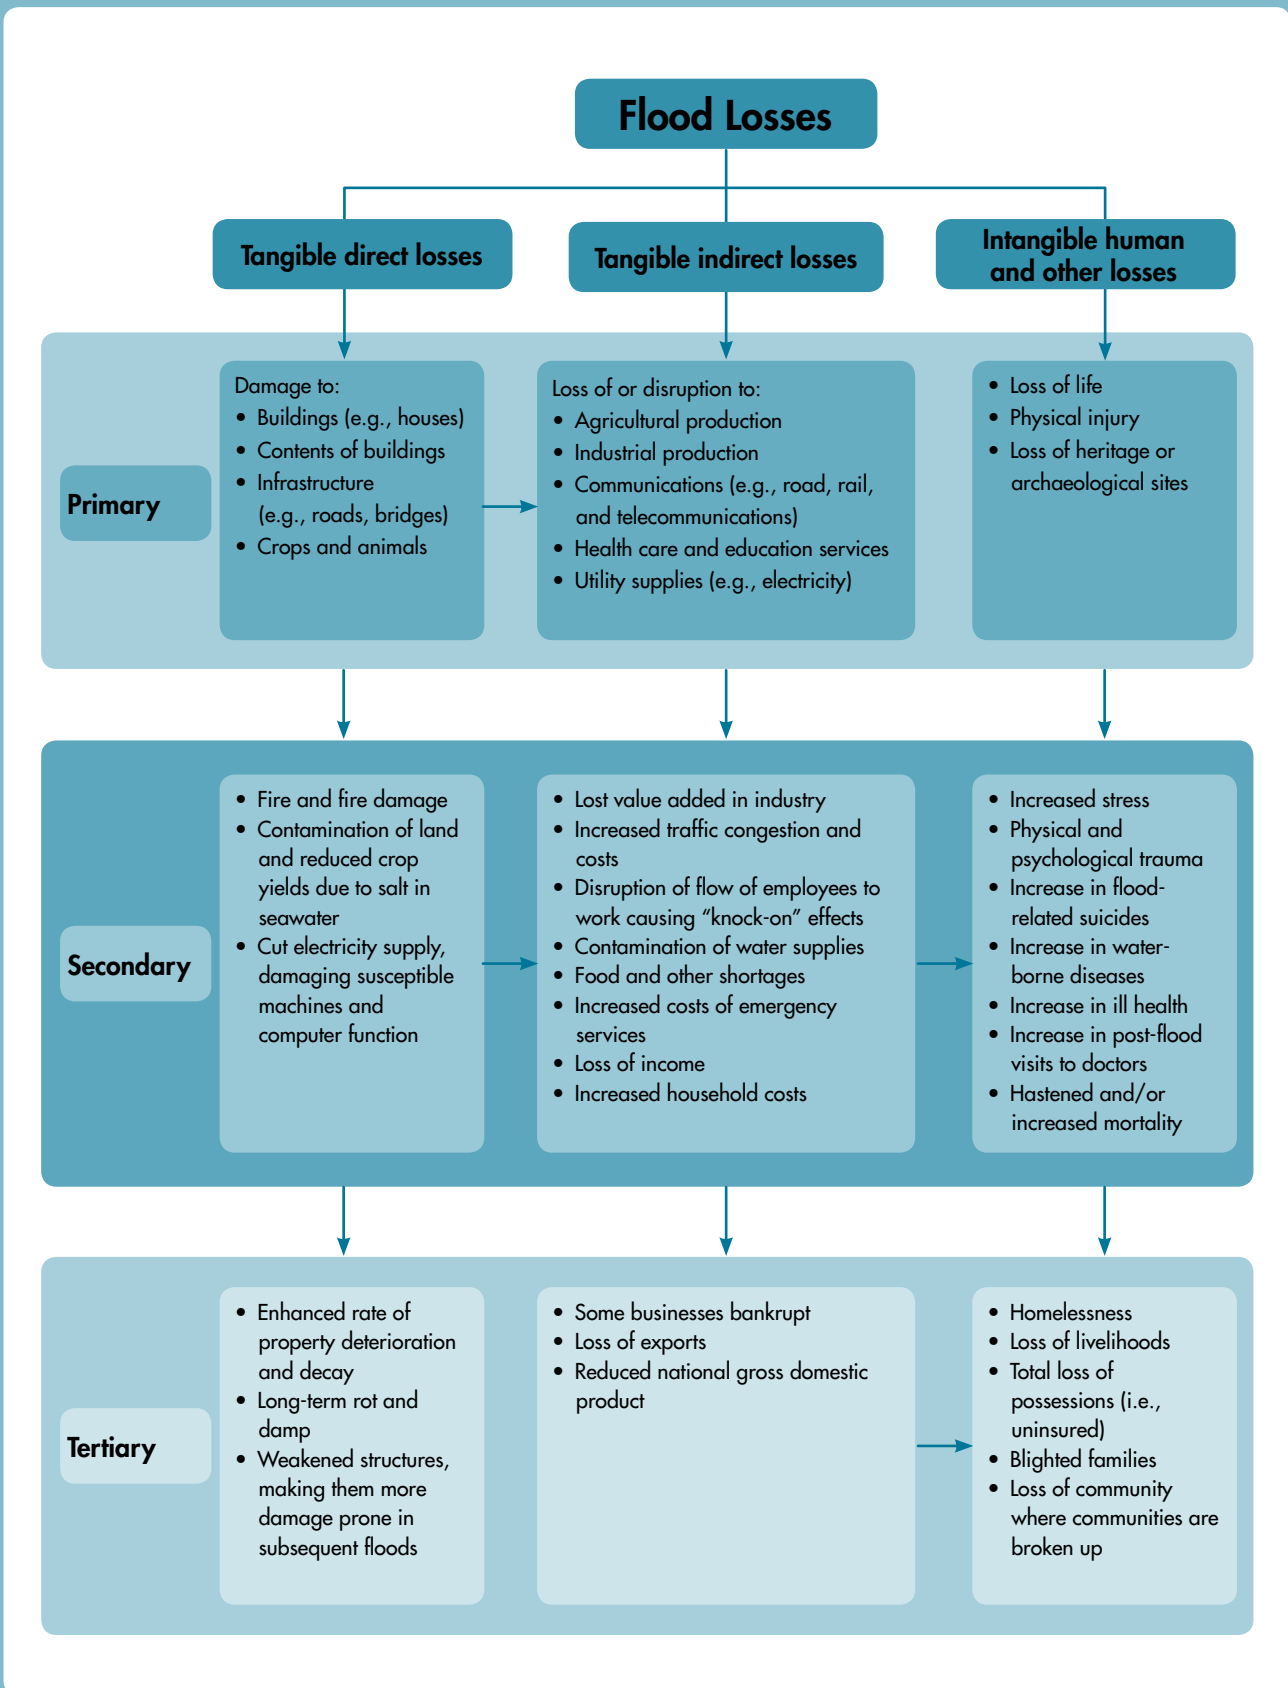 Flood Losses
Tangible direct losses
Tangible indirect losses
Intangible human
and other losses
Primary
Damage to:
• Buildings (e.g., houses)
• Contents of buildings
• Infrastructure
(e.g., roads, bridges)
• Crops and animals
Loss of or disruption to:
• Agricultural production
• Industrial production
• Communications (e.g., road, rail,
and telecommunications)
• Health care and education services
• Utility supplies (e.g., electricity)
• Loss of life
• Physical injury
• Loss of heritage or
archaeological sites
Secondary
• Fire and fire damage
• Contamination of land
and reduced crop
yields due to salt in
seawater
• Cut electricity supply,
damaging susceptible
machines and
computer function
• Lost value added in industry
• Increased traffic congestion and
costs
• Disruption of flow of employees to
work causing “knock-on” effects
• Contamination of water supplies
• Food and other shortages
• Increased costs of emergency
services
• Loss of income
• Increased household costs
• Increased stress
• Physical and
psychological trauma
• Increase in flood-
related suicides
• Increase in water-
borne diseases
• Increase in ill health
• Increase in post-flood
visits to doctors
• Hastened and/or
increased mortality
Tertiary
• Enhanced rate of
property deterioration
and decay
• Long-term rot and
damp
• Weakened structures,
making them more
damage prone in
subsequent floods
• Some businesses bankrupt
• Loss of exports
• Reduced national gross domestic
product
• Homelessness
• Loss of livelihoods
• Total loss of
possessions (i.e.,
uninsured)
• Blighted families
• Loss of community
where communities are
broken up